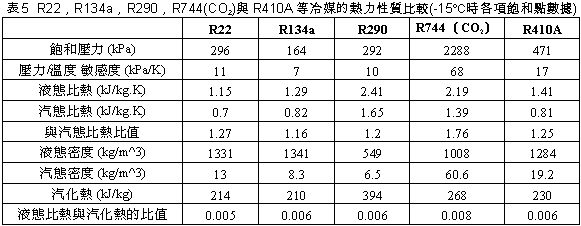 表5 R22，R134a，R290，R744(CO₂)與 R410A 等冷媒的熱力性質比較(-15°C時各項飽和點數據)
R22 R134a R290 R744 (CO₂) R410A
飽和壓力 (kPa) 296 164 292 2288 471
壓力/溫度 敏感度 (kPa/K) 11 7 10 68 17
液態比熱 (kJ/kg.K) 1.15 1.29 2.41 2.19 1.41
汽態比熱 (kJ/kg.K) 0.7 0.82 1.65 1.39 0.81
與汽態比熱比值 1.27 1.16 1.2 1.76 1.25
液態密度 (kg/m^3) 1331 1341 549 1008 1284
汽態密度 (kg/m^3) 13 8.3 6.5 60.6 19.2
汽化熱 (kJ/kg) 214 210 394 268 230
液態比熱與汽化熱的比值 0.005 0.006 0.006 0.008 0.006